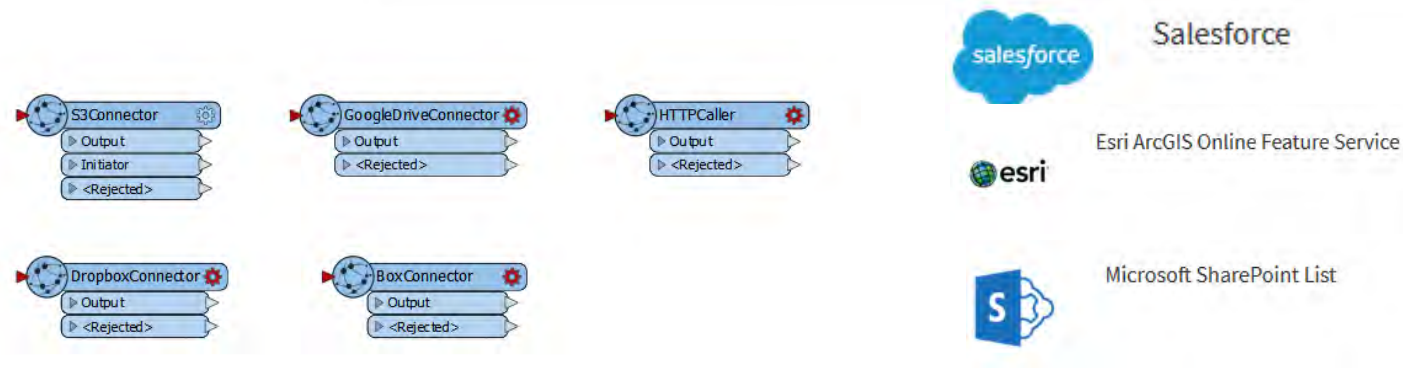 S3Connector
Output
Initiator
<Rejected>
GoogleDriveConnector
Output
<Rejected>
HTTPCaller
Output
<Rejected>
DropboxConnector
Output
<Rejected>
BoxConnector
Output
<Rejected>
salesforce
Salesforce
esri
Esri ArcGIS Online Feature Service
S
Microsoft SharePoint List